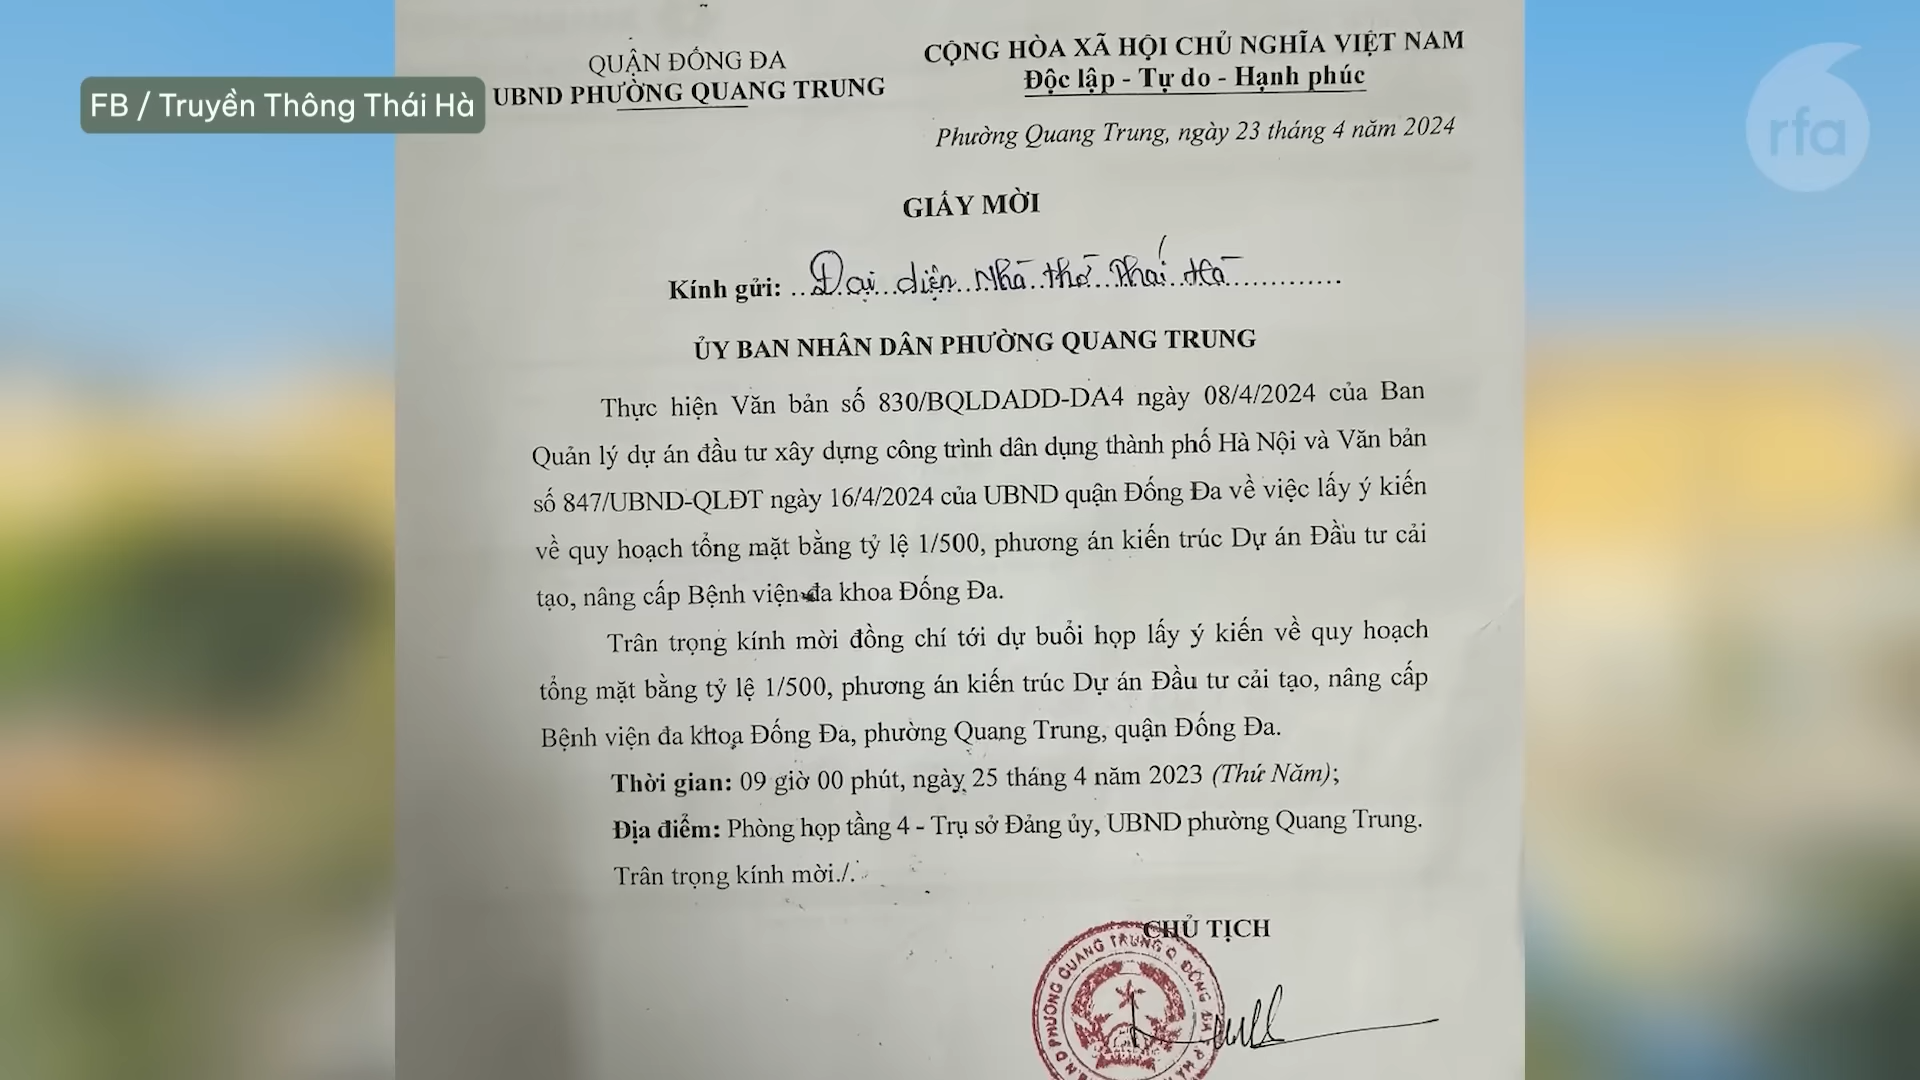 FB / Truyền Thông Thái Hà
rfa
QUẬN ĐỐNG ĐA
UBND PHƯỜNG QUANG TRUNG
CỘNG HÒA XÃ HỘI CHỦ NGHĨA VIỆT NAM
Độc lập - Tự do - Hạnh phúc
Phường Quang Trung, ngày 23 tháng 4 năm 2024
GIẤY MỜI
Kính gửi: Đại diện Nhà thờ Thái Hà
ỦY BAN NHÂN DÂN PHƯỜNG QUANG TRUNG
Thực hiện Văn bản số 830/BQLDADD-DA4 ngày 08/4/2024 của Ban
Quản lý dự án đầu tư xây dựng công trình dân dụng thành phố Hà Nội và Văn bản
số 847/UBND-QLĐT ngày 16/4/2024 của UBND quận Đống Đa về việc lấy ý kiến
về quy hoạch tổng mặt bằng tỷ lệ 1/500, phương án kiến trúc Dự án Đầu tư cải
tạo, nâng cấp Bệnh viện đa khoa Đống Đa.
Trân trọng kính mời đồng chí tới dự buổi họp lấy ý kiến về quy hoạch
tổng mặt bằng tỷ lệ 1/500, phương án kiến trúc Dự án Đầu tư cải tạo, nâng cấp
Bệnh viện đa khoa Đống Đa, phường Quang Trung, quận Đống Đa.
Thời gian: 09 giờ 00 phút, ngày 25 tháng 4 năm 2023 (Thứ Năm);
Địa điểm: Phòng họp tầng 4 - Trụ sở Đảng ủy, UBND phường Quang Trung.
Trân trọng kính mời./.
CHỦ TỊCH
PHƯỜNG QUANG TRUNG Q. ĐỐNG ĐA